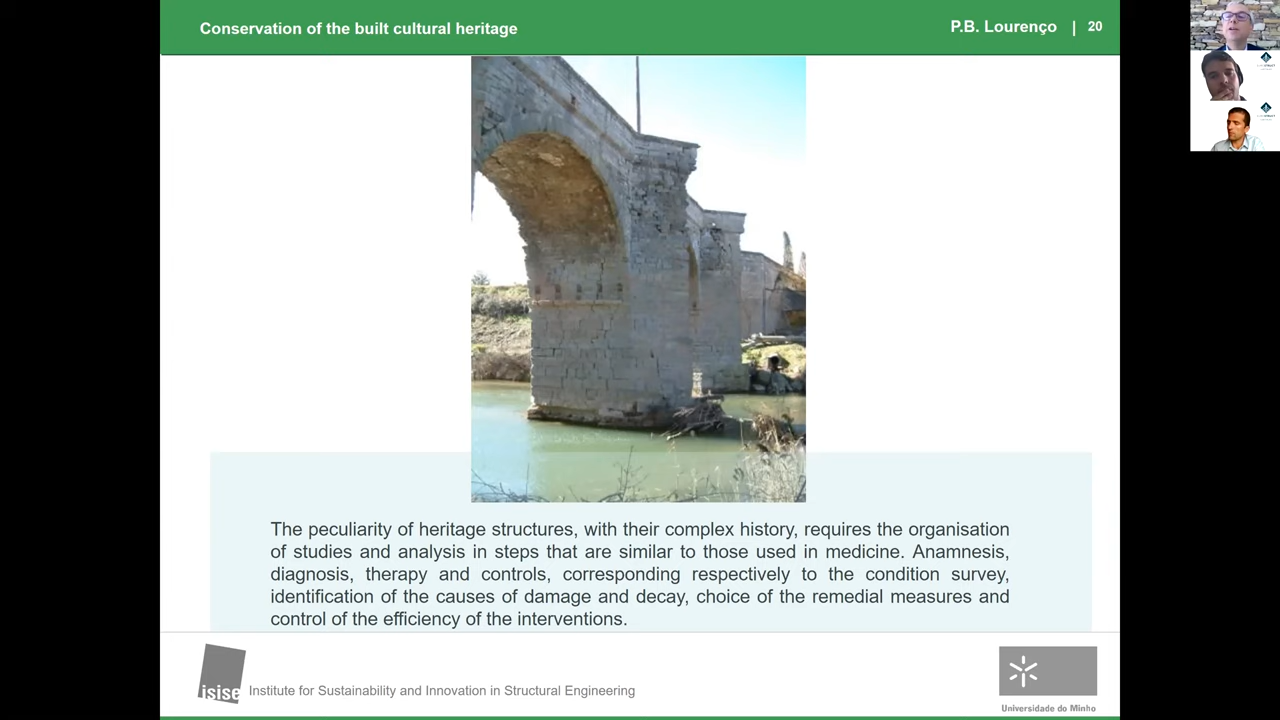 Conservation of the built cultural heritage
P.B. Lourenço | 20
The peculiarity of heritage structures, with their complex history, requires the organisation
of studies and analysis in steps that are similar to those used in medicine. Anamnesis,
diagnosis, therapy and controls, corresponding respectively to the condition survey,
identification of the causes of damage and decay, choice of the remedial measures and
control of the efficiency of the interventions.
isise Institute for Sustainability and Innovation in Structural Engineering
Universidade do Minho